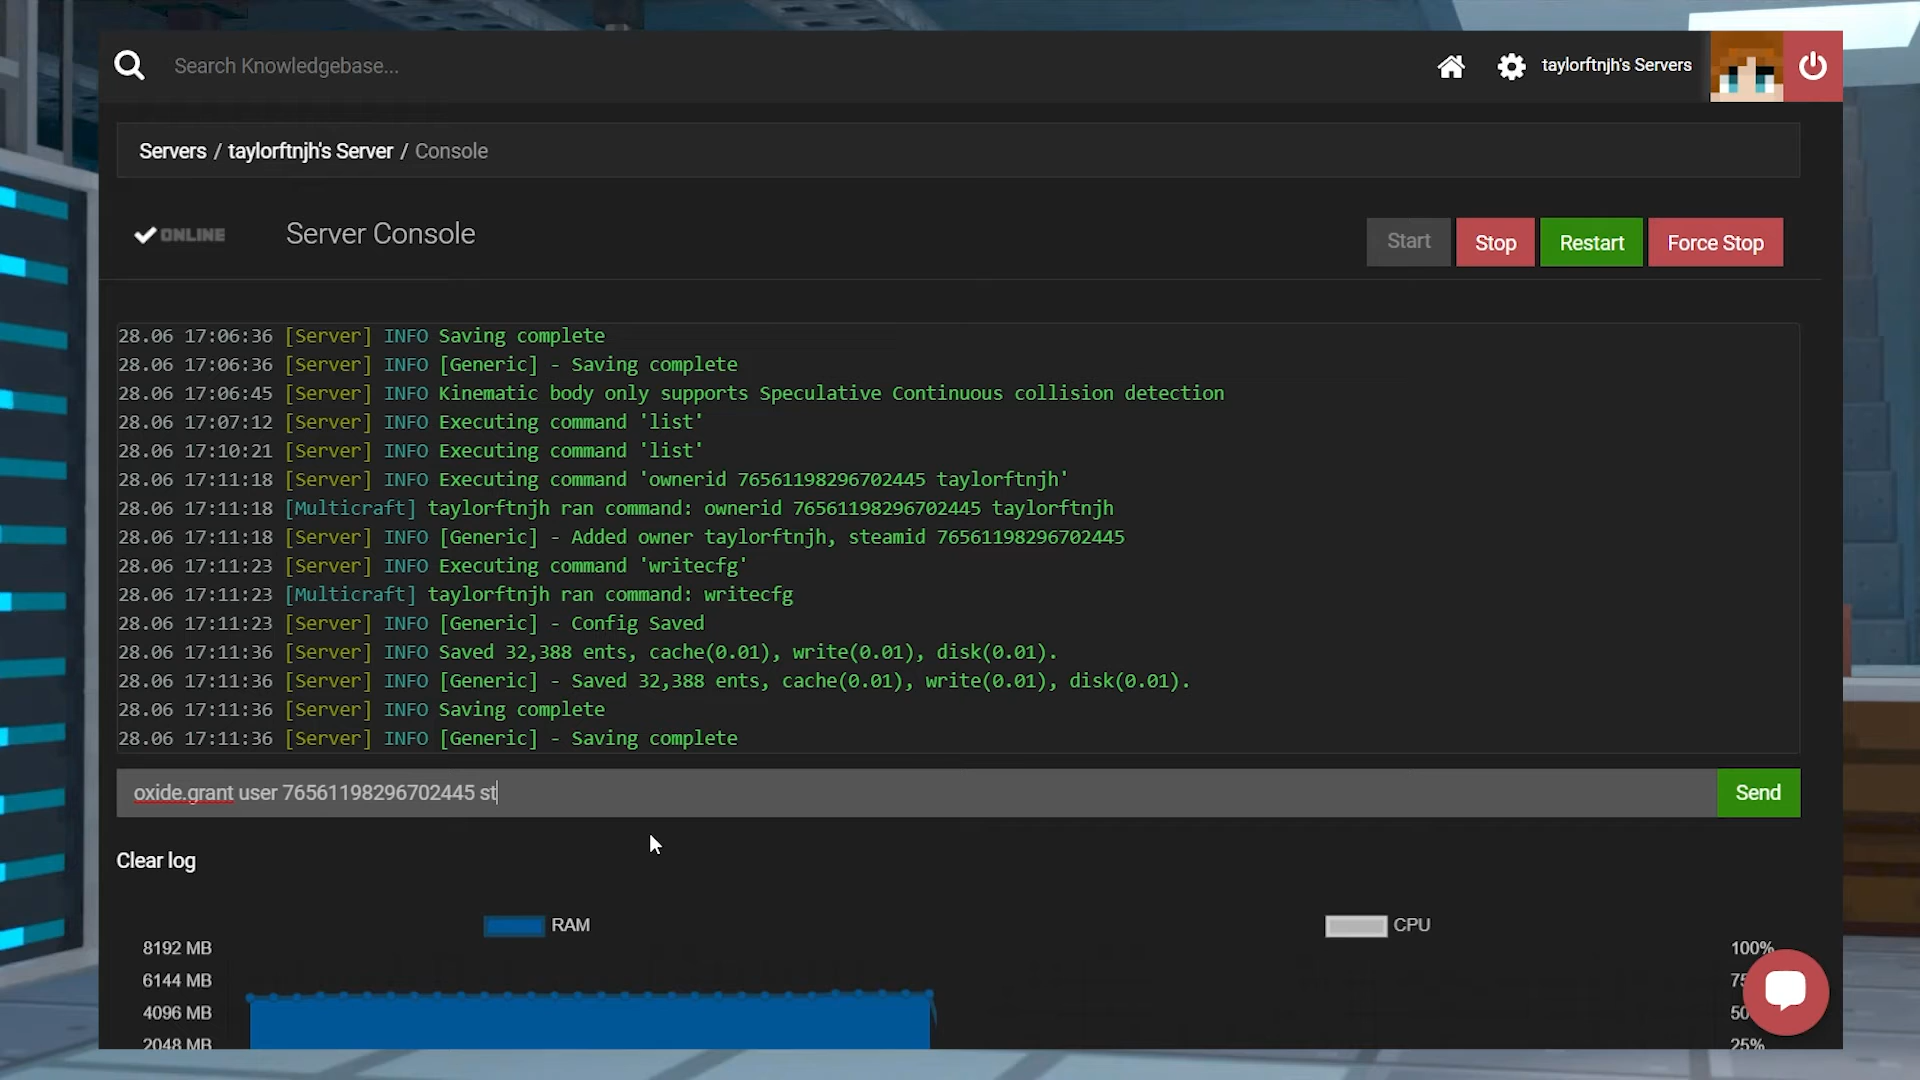 Search Knowledgebase...
taylorftnjh's Servers
Servers / taylorftnjh's Server / Console
ONLINE
Server Console
Start
Stop
Restart
Force Stop
28.06 17:06:36 [Server] INFO Saving complete
28.06 17:06:36 [Server] INFO [Generic] - Saving complete
28.06 17:06:45 [Server] INFO Kinematic body only supports Speculative Continuous collision detection
28.06 17:07:12 [Server] INFO Executing command 'list'
28.06 17:10:21 [Server] INFO Executing command 'list'
28.06 17:11:18 [Server] INFO Executing command 'ownerid 76561198296702445 taylorftnjh'
28.06 17:11:18 [Multicraft] taylorftnjh ran command: ownerid 76561198296702445 taylorftnjh
28.06 17:11:18 [Server] INFO [Generic] - Added owner taylorftnjh, steamid 76561198296702445
28.06 17:11:23 [Server] INFO Executing command 'writecfg'
28.06 17:11:23 [Multicraft] taylorftnjh ran command: writecfg
28.06 17:11:23 [Server] INFO [Generic] - Config Saved
28.06 17:11:36 [Server] INFO Saved 32,388 ents, cache(0.01), write(0.01), disk(0.01).
28.06 17:11:36 [Server] INFO [Generic] - Saved 32,388 ents, cache(0.01), write(0.01), disk(0.01).
28.06 17:11:36 [Server] INFO Saving complete
28.06 17:11:36 [Server] INFO [Generic] - Saving complete
oxide.grant user 76561198296702445 st
Send
Clear log
RAM
CPU
8192 MB
100%
6144 MB
4096 MB
2048 MB
25%